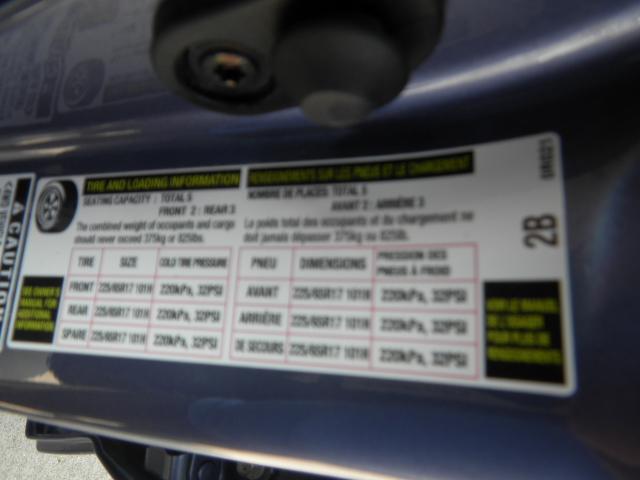 TIRE AND LOADING INFORMATION
SEATING CAPACITY : TOTAL 5
FRONT 2 : REAR 3
The combined weight of occupants and cargo
should never exceed 375kg or 825lbs.
TIRE SIZE COLD TIRE PRESSURE
FRONT 225/65R17 101H 220kPa, 32PSI
REAR 225/65R17 101H 220kPa, 32PSI
SPARE 225/65R17 101H 220kPa, 32PSI
SEE OWNER'S
MANUAL FOR
ADDITIONAL
INFORMATION
RENSEIGNEMENTS SUR LES PNEUS ET LE CHARGEMENT
NOMBRE DE PLACES: TOTAL 5
AVANT 2 : ARRIÈRE 3
Le poids total des occupants et du chargement ne
doit jamais dépasser 375kg ou 825lb.
PNEU DIMENSIONS PRESSION DES
PNEUS À FROID
AVANT 225/65R17 101H 220kPa, 32PSI
ARRIÈRE 225/65R17 101H 220kPa, 32PSI
DE SECOURS 225/65R17 101H 220kPa, 32PSI
VOIR LE MANUEL
DE L'USAGER
POUR PLUS DE
RENSEIGNEMENTS
2B
CAUTION